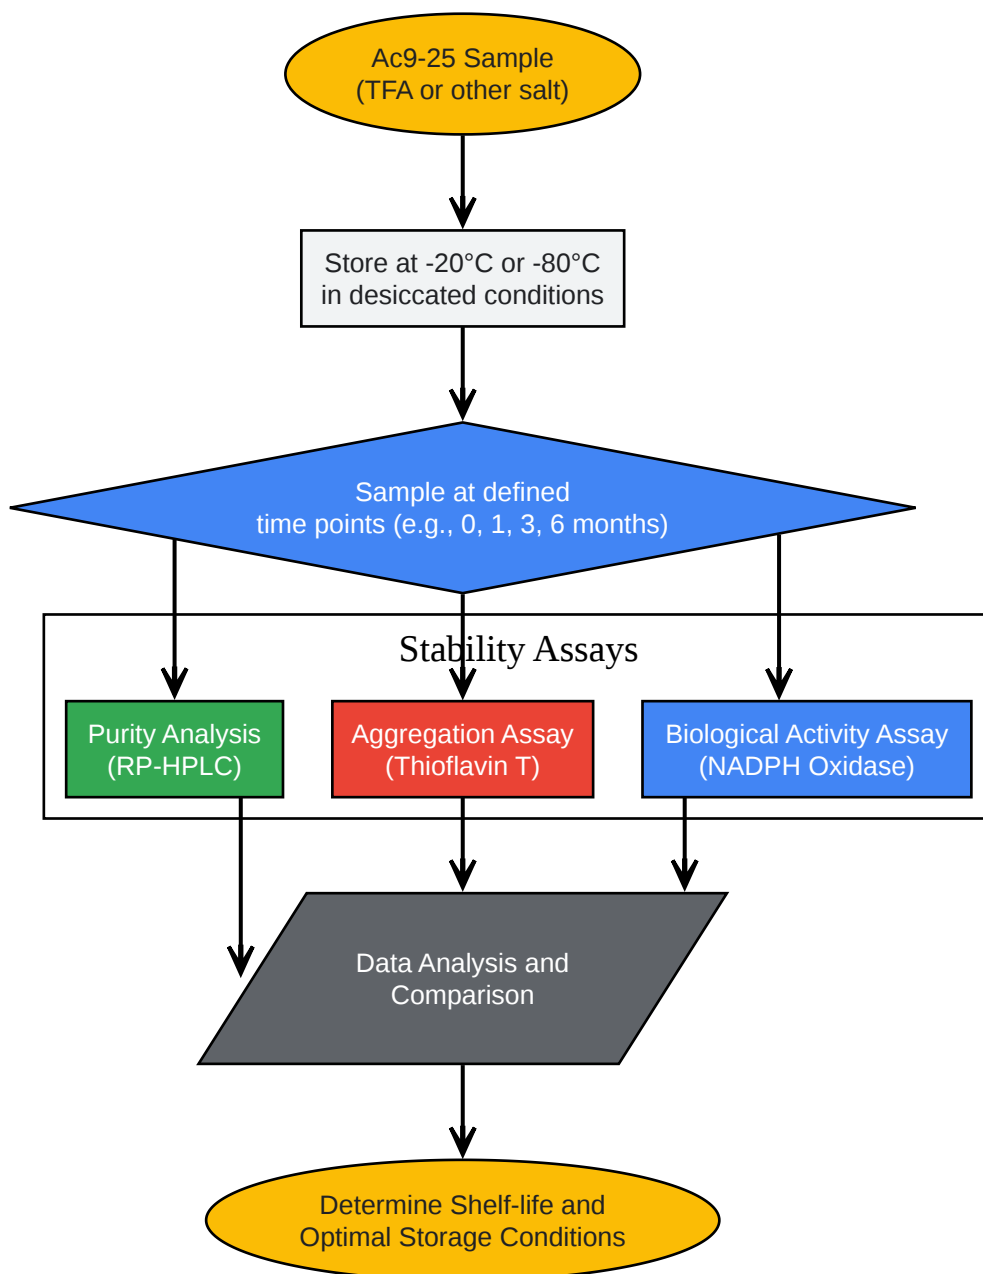 Ac9-25 Sample
(TFA or other salt)
Store at -20°C or -80°C
in desiccated conditions
Sample at defined
time points (e.g., 0, 1, 3, 6 months)
Stability Assays
Purity Analysis
(RP-HPLC)
Aggregation Assay
(Thioflavin T)
Biological Activity Assay
(NADPH Oxidase)
Data Analysis and
Comparison
Determine Shelf-life and
Optimal Storage Conditions